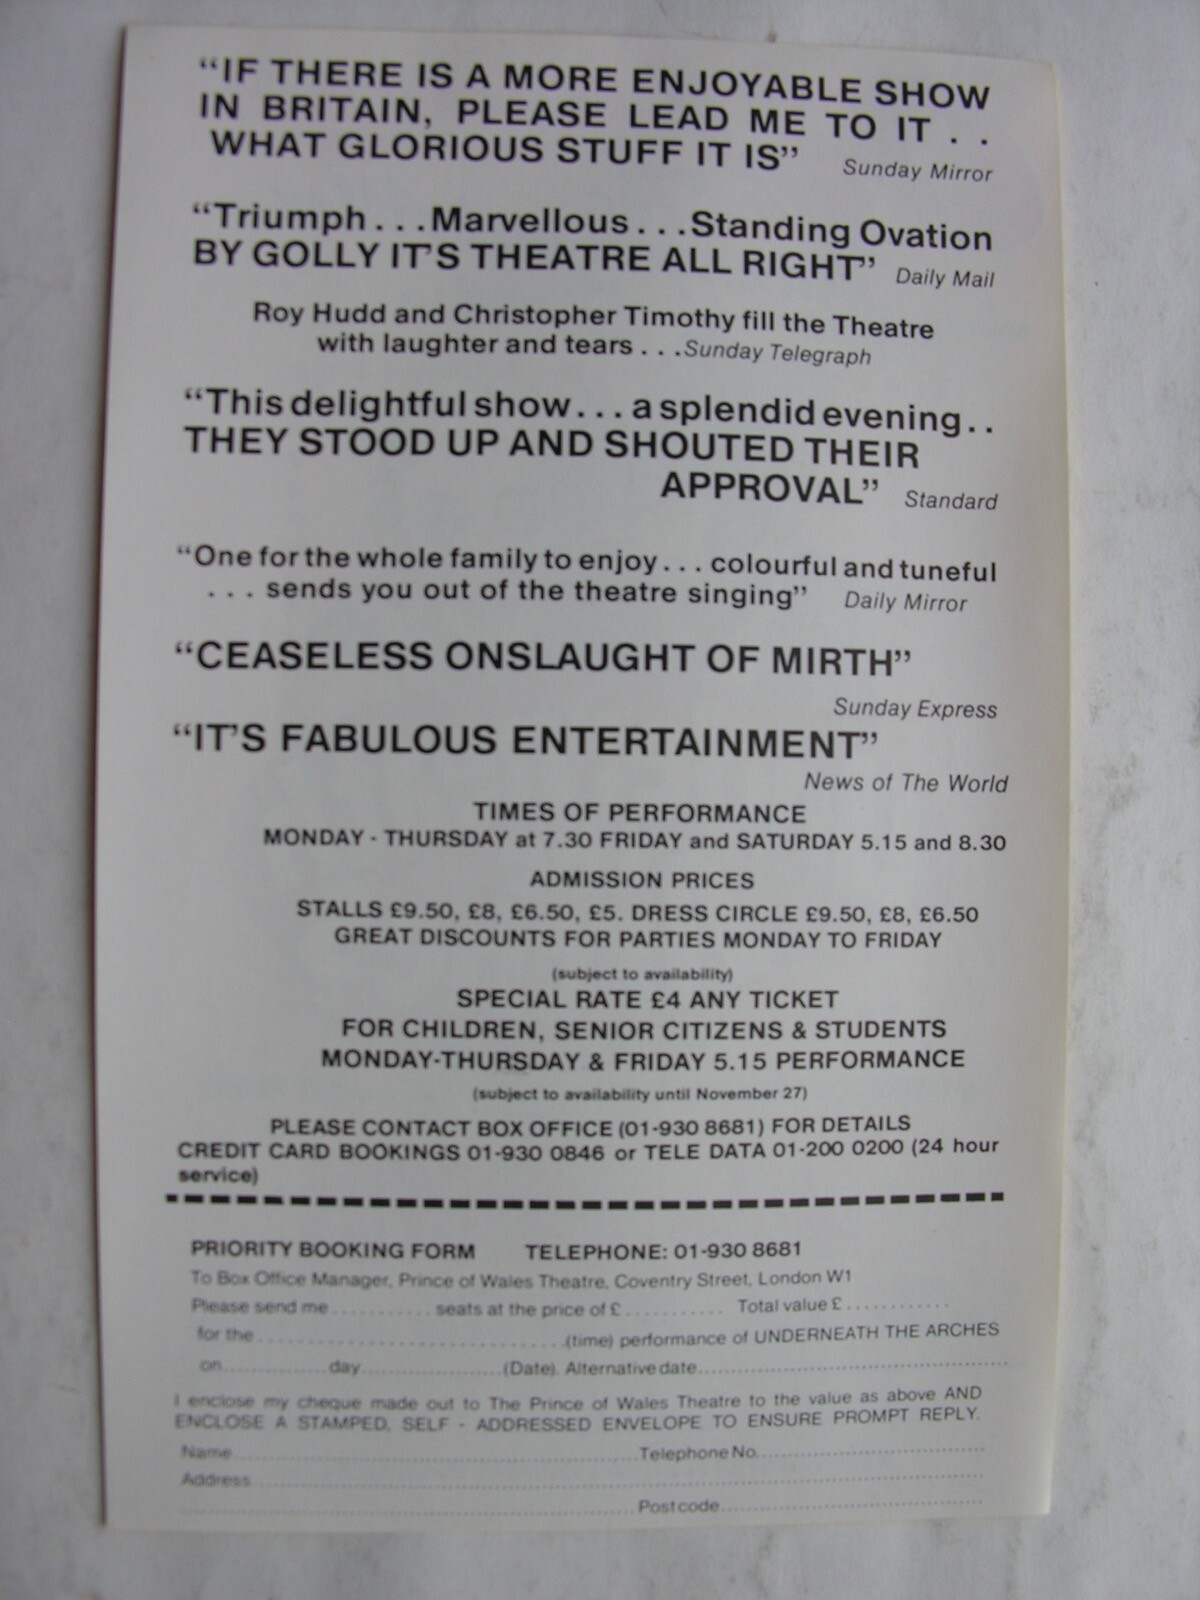 “IF THERE IS A MORE ENJOYABLE SHOW
IN BRITAIN, PLEASE LEAD ME TO IT . .
WHAT GLORIOUS STUFF IT IS” Sunday Mirror
“Triumph . . . Marvellous . . . Standing Ovation
BY GOLLY IT’S THEATRE ALL RIGHT” Daily Mail
Roy Hudd and Christopher Timothy fill the Theatre
with laughter and tears . . . Sunday Telegraph
“This delightful show . . . a splendid evening . .
THEY STOOD UP AND SHOUTED THEIR
APPROVAL” Standard
“One for the whole family to enjoy . . . colourful and tuneful
. . . sends you out of the theatre singing” Daily Mirror
“CEASELESS ONSLAUGHT OF MIRTH”
Sunday Express
“IT’S FABULOUS ENTERTAINMENT”
News of The World
TIMES OF PERFORMANCE
MONDAY - THURSDAY at 7.30 FRIDAY and SATURDAY 5.15 and 8.30
ADMISSION PRICES
STALLS £9.50, £8, £6.50, £5. DRESS CIRCLE £9.50, £8, £6.50
GREAT DISCOUNTS FOR PARTIES MONDAY TO FRIDAY
(subject to availability)
SPECIAL RATE £4 ANY TICKET
FOR CHILDREN, SENIOR CITIZENS & STUDENTS
MONDAY-THURSDAY & FRIDAY 5.15 PERFORMANCE
(subject to availability until November 27)
PLEASE CONTACT BOX OFFICE (01-930 8681) FOR DETAILS
CREDIT CARD BOOKINGS 01-930 0846 or TELE DATA 01-200 0200 (24 hour
service)
PRIORITY BOOKING FORM TELEPHONE: 01-930 8681
To Box Office Manager, Prince of Wales Theatre, Coventry Street, London W1
Please send me ........... seats at the price of £ ........... Total value £ ...........
for the ................................ (time) performance of UNDERNEATH THE ARCHES
on .............. day .................. (Date). Alternative date ................................
I enclose my cheque made out to The Prince of Wales Theatre to the value as above AND
ENCLOSE A STAMPED, SELF - ADDRESSED ENVELOPE TO ENSURE PROMPT REPLY.
Name ................................ Telephone No. ................................
Address ................................
................................ Postcode ................................